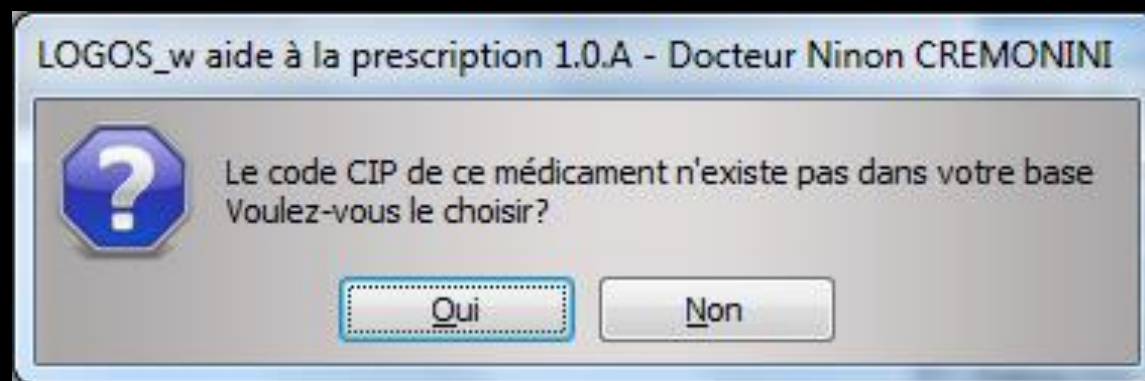 LOGOS_w aide à la prescription 1.0.A - Docteur Ninon CREMONINI
Le code CIP de ce médicament n'existe pas dans votre base
Voulez-vous le choisir?
Oui
Non